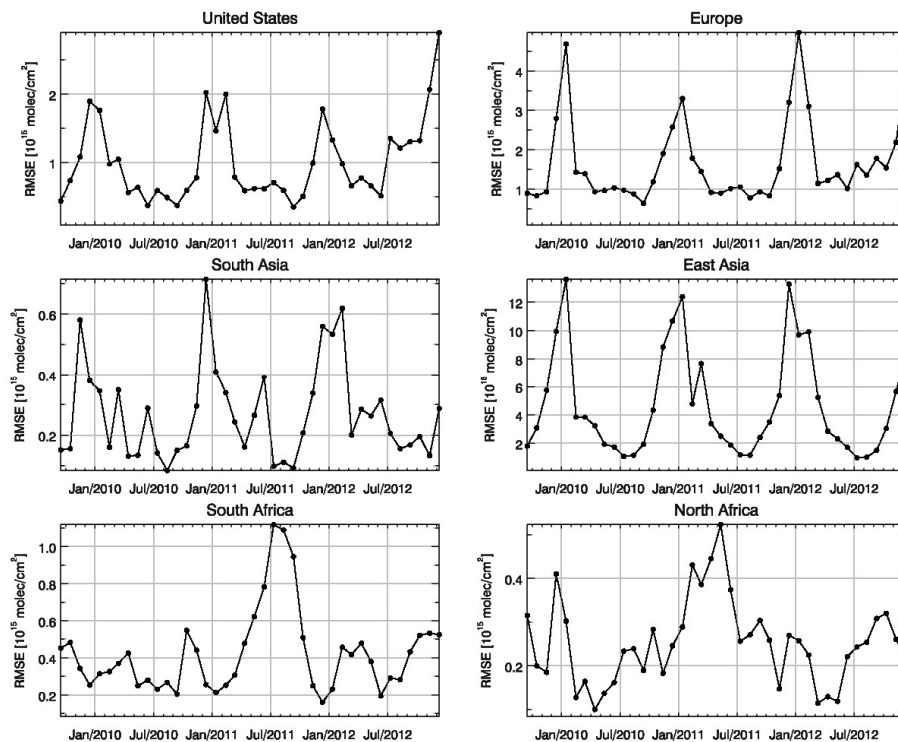 United States
RMSE [10^15 molec/cm^2]
2
1
Jan/2010 Jul/2010 Jan/2011 Jul/2011 Jan/2012 Jul/2012
Europe
RMSE [10^15 molec/cm^2]
4
3
2
1
Jan/2010 Jul/2010 Jan/2011 Jul/2011 Jan/2012 Jul/2012
South Asia
RMSE [10^15 molec/cm^2]
0.6
0.4
0.2
Jan/2010 Jul/2010 Jan/2011 Jul/2011 Jan/2012 Jul/2012
East Asia
RMSE [10^15 molec/cm^2]
12
10
8
6
4
2
Jan/2010 Jul/2010 Jan/2011 Jul/2011 Jan/2012 Jul/2012
South Africa
RMSE [10^15 molec/cm^2]
1.0
0.8
0.6
0.4
0.2
Jan/2010 Jul/2010 Jan/2011 Jul/2011 Jan/2012 Jul/2012
North Africa
RMSE [10^15 molec/cm^2]
0.4
0.2
Jan/2010 Jul/2010 Jan/2011 Jul/2011 Jan/2012 Jul/2012